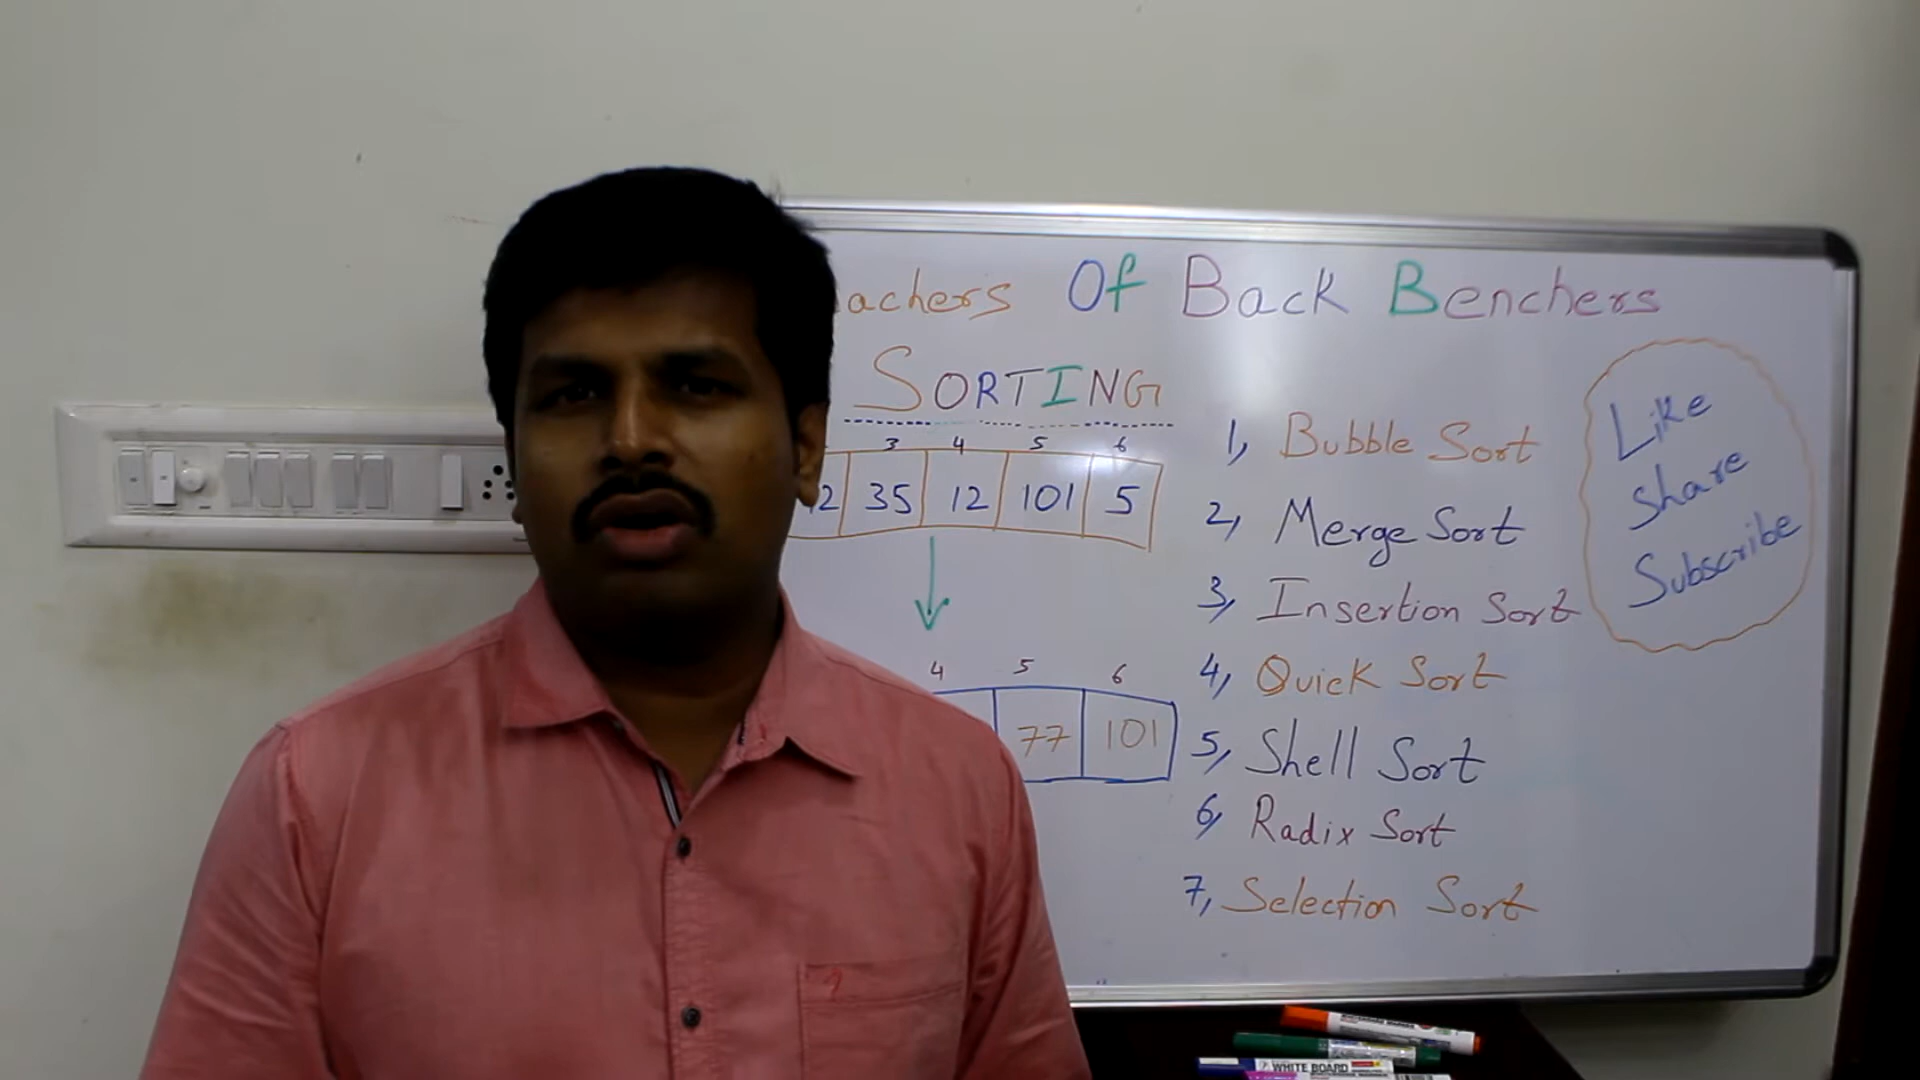 Of Back Benchers
SORTING
3 4 5 6
35 12 101 5
4 5 6
77 101
1, Bubble Sort
2, Merge Sort
3, Insertion Sort
4, Quick Sort
5, Shell Sort
6, Radix Sort
7, Selection Sort
Like
Share
Subscribe
WHITE BOARD